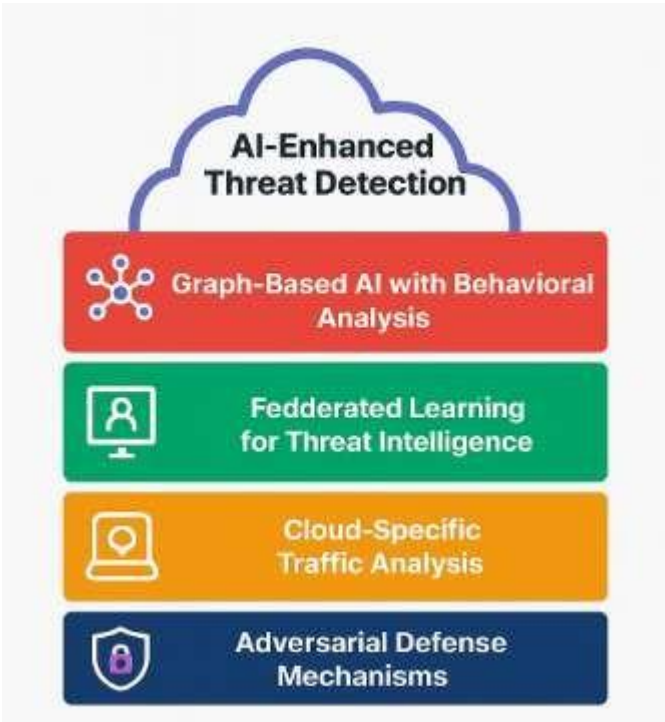 AI-Enhanced
Threat Detection
Graph-Based AI with Behavioral
Analysis
Fedderated Learning
for Threat Intelligence
Cloud-Specific
Traffic Analysis
Adversarial Defense
Mechanisms